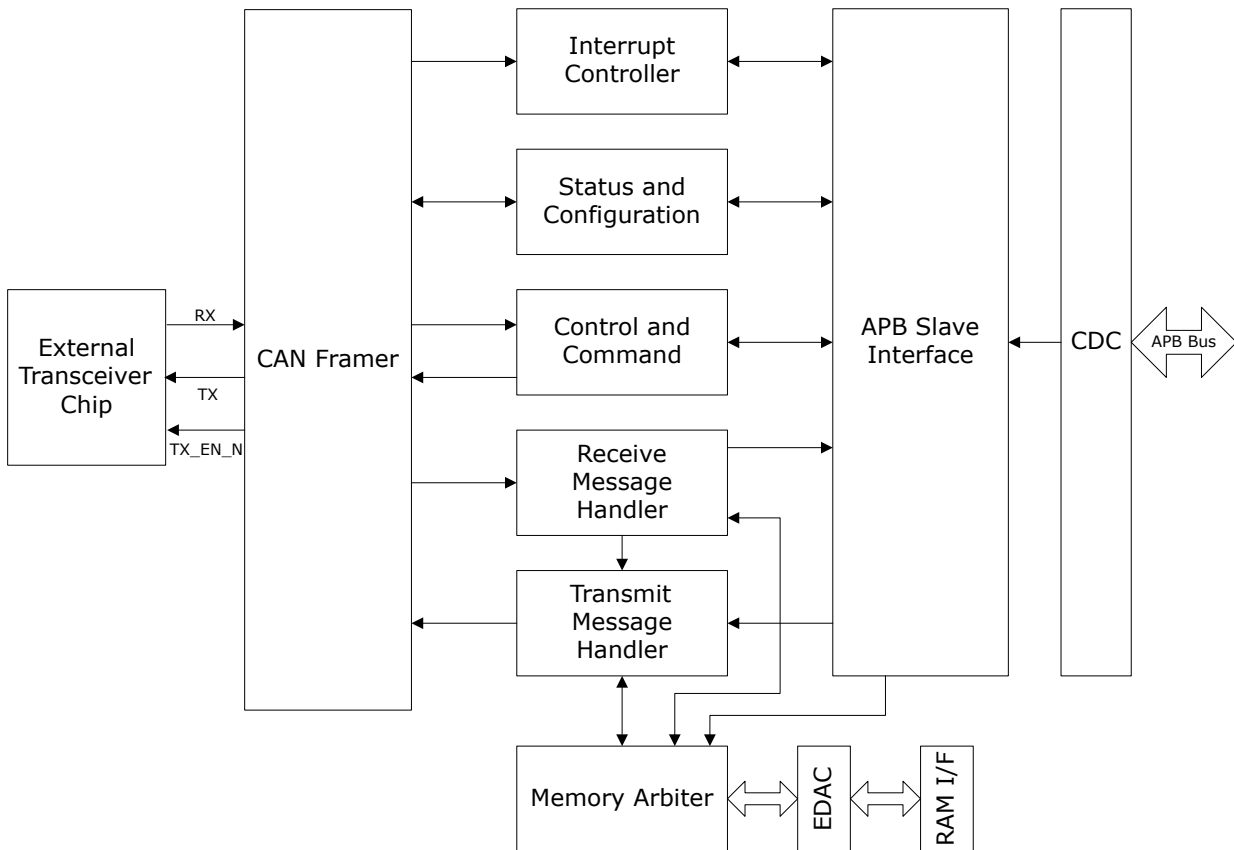 Interrupt
Controller
Status and
Configuration
External
Transceiver
Chip
RX
TX
TX_EN_N
CAN Framer
Control and
Command
APB Slave
Interface
CDC
APB Bus
Receive
Message
Handler
Transmit
Message
Handler
Memory Arbiter
EDAC
RAM I/F